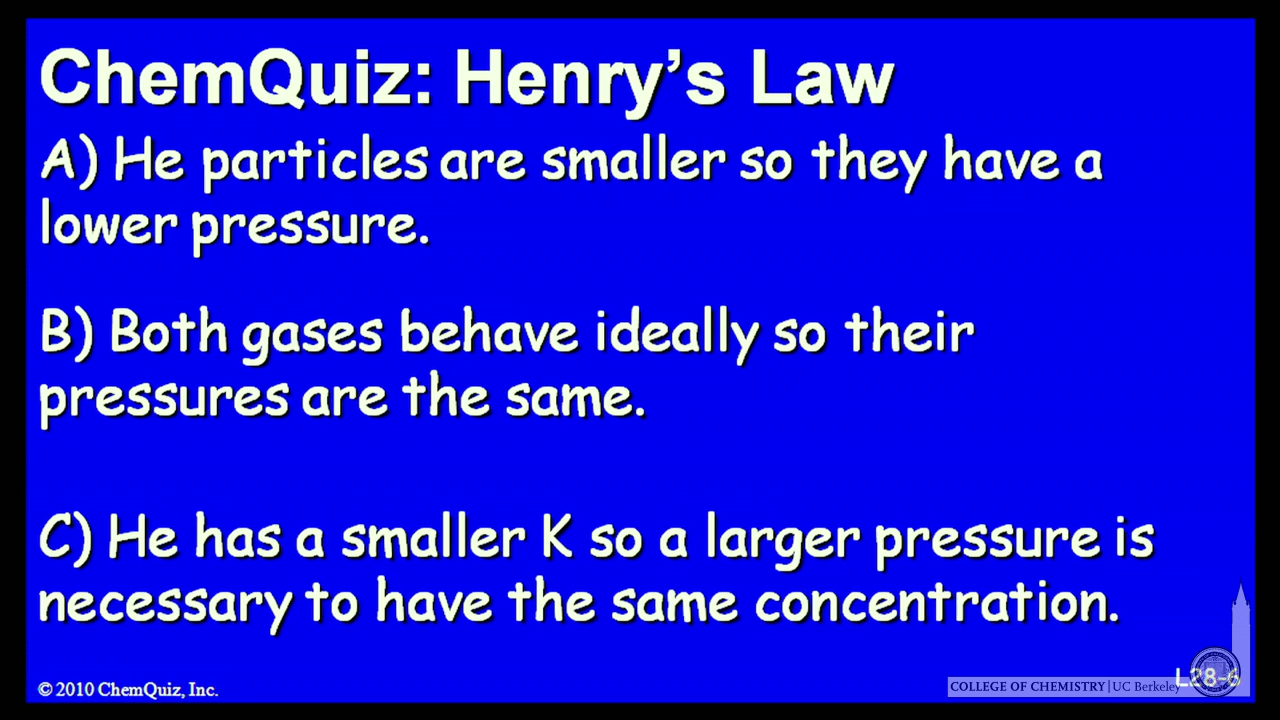 ChemQuiz: Henry's Law
A) He particles are smaller so they have a
lower pressure.
B) Both gases behave ideally so their
pressures are the same.
C) He has a smaller K so a larger pressure is
necessary to have the same concentration.
© 2010 ChemQuiz, Inc.
COLLEGE OF CHEMISTRY | UC Berkeley
L28-6